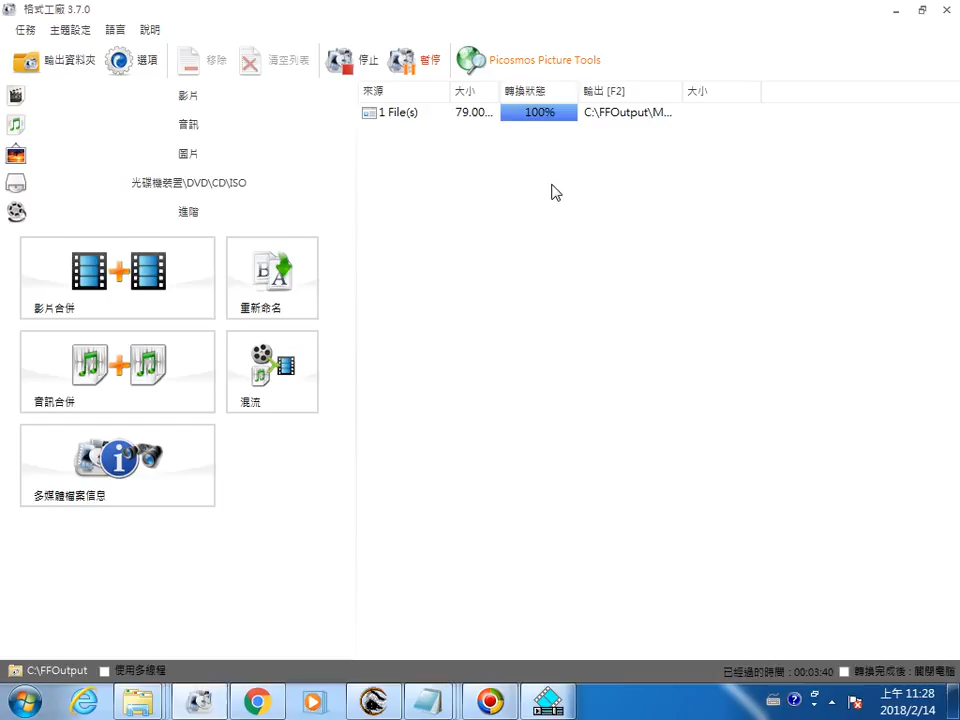 格式工廠 3.7.0
任務 主題設定 語言 說明
輸出資料夾 選項 移除 清空列表 停止 暫停 Picosmos Picture Tools
影片
音訊
圖片
光碟機裝置\DVD\CD\ISO
進階
影片合併 重新命名
音訊合併 混流
多媒體檔案信息
來源 大小 轉換狀態 輸出 [F2] 大小
1 File(s) 79.00... 100% C:\FFOutput\M...
C:\FFOutput 使用多線程 已經過的時間 : 00:03:40 轉換完成後 : 關閉電腦
上午 11:28
2018/2/14